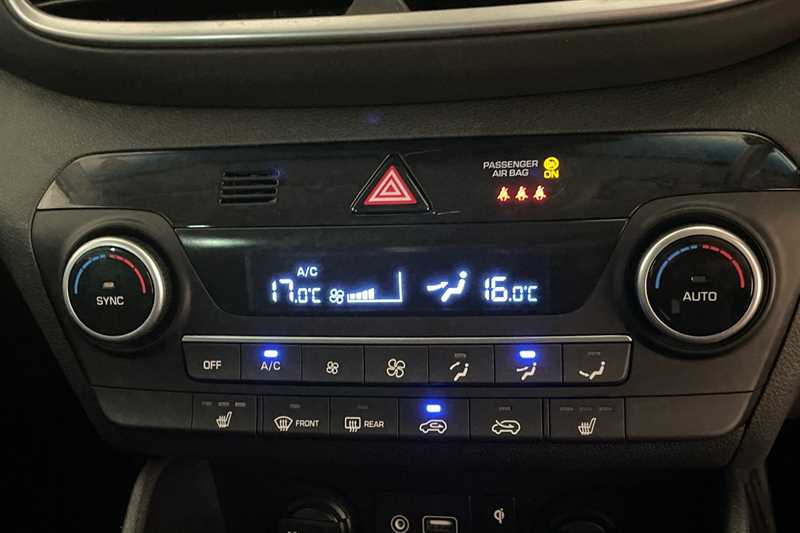 PASSENGER
AIR BAG ON
A/C
17.0°C 16.0°C
SYNC
AUTO
OFF A/C
FRONT REAR